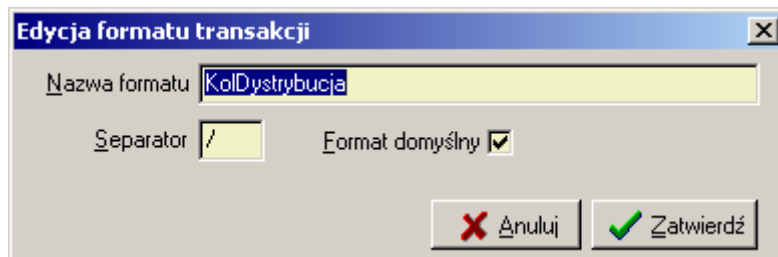 Edycja formatu transakcji
Nazwa formatu KolDystrybucja
Separator / Format domyślny
Anuluj Zatwierdź